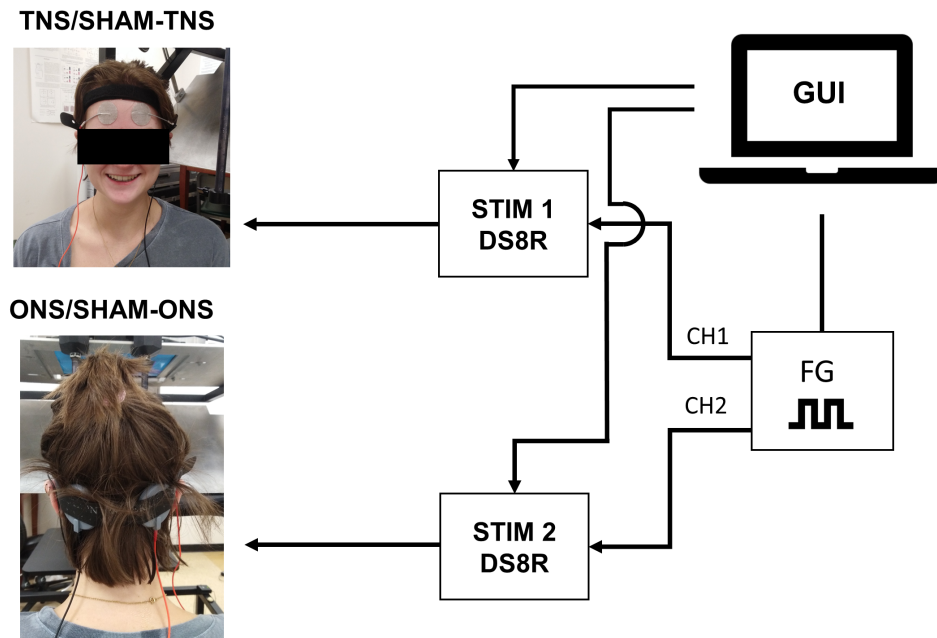 TNS/SHAM-TNS
GUI
STIM 1
DS8R
ONS/SHAM-ONS
CH1
FG
CH2
STIM 2
DS8R